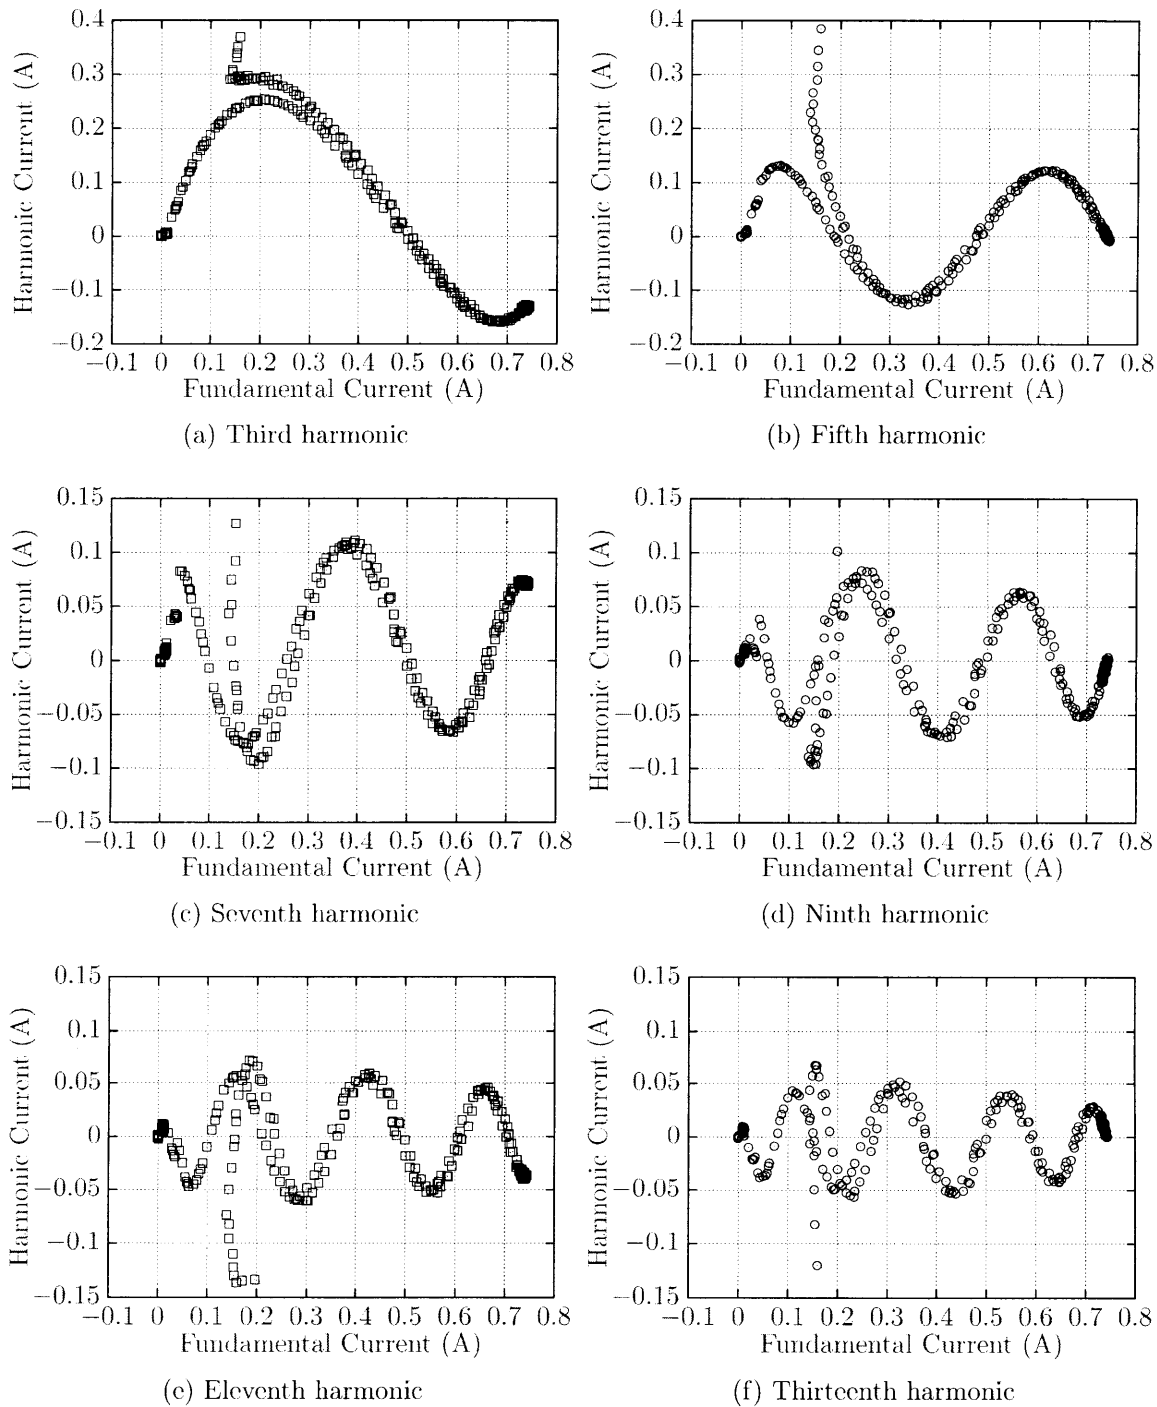 0.4
0.3
0.2
0.1
0
−0.1
−0.2
Harmonic Current (A)
−0.1 0 0.1 0.2 0.3 0.4 0.5 0.6 0.7 0.8
Fundamental Current (A)
(a) Third harmonic
0.4
0.3
0.2
0.1
0
−0.1
−0.2
Harmonic Current (A)
−0.1 0 0.1 0.2 0.3 0.4 0.5 0.6 0.7 0.8
Fundamental Current (A)
(b) Fifth harmonic
0.15
0.1
0.05
0
−0.05
−0.1
−0.15
Harmonic Current (A)
−0.1 0 0.1 0.2 0.3 0.4 0.5 0.6 0.7 0.8
Fundamental Current (A)
(c) Seventh harmonic
0.15
0.1
0.05
0
−0.05
−0.1
−0.15
Harmonic Current (A)
−0.1 0 0.1 0.2 0.3 0.4 0.5 0.6 0.7 0.8
Fundamental Current (A)
(d) Ninth harmonic
0.15
0.1
0.05
0
−0.05
−0.1
−0.15
Harmonic Current (A)
−0.1 0 0.1 0.2 0.3 0.4 0.5 0.6 0.7 0.8
Fundamental Current (A)
(e) Eleventh harmonic
0.15
0.1
0.05
0
−0.05
−0.1
−0.15
Harmonic Current (A)
−0.1 0 0.1 0.2 0.3 0.4 0.5 0.6 0.7 0.8
Fundamental Current (A)
(f) Thirteenth harmonic